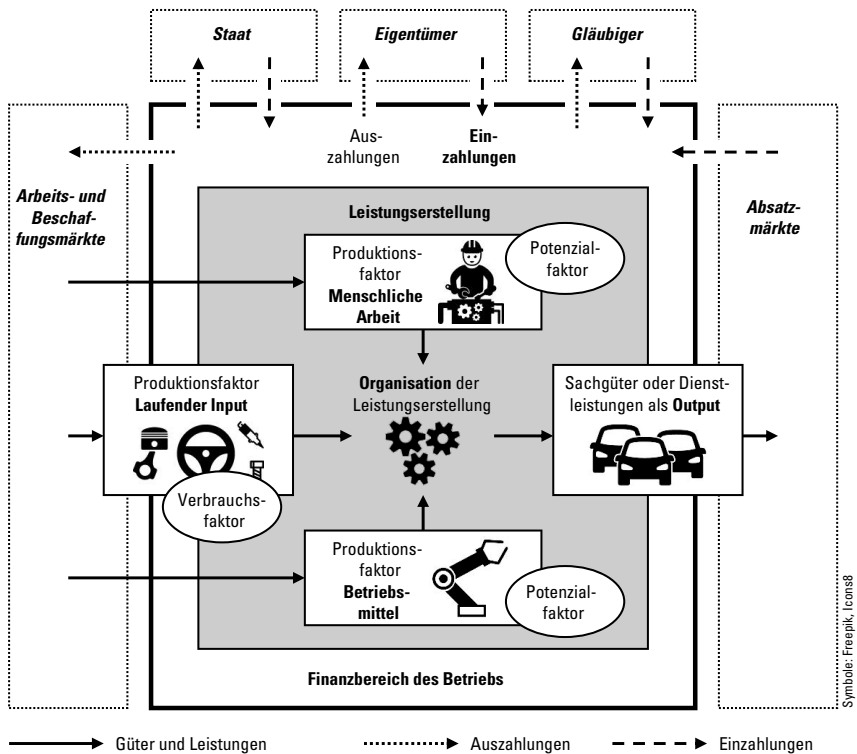 Staat
Eigentümer
Gläubiger
Aus-
zahlungen
Ein-
zahlungen
Arbeits- und
Beschaf-
fungsmärkte
Absatz-
märkte
Leistungserstellung
Produktions-
faktor
Menschliche
Arbeit
Potenzial-
faktor
Produktionsfaktor
Laufender Input
Verbrauchs-
faktor
Organisation der
Leistungserstellung
Sachgüter oder Dienst-
leistungen als Output
Produktions-
faktor
Betriebs-
mittel
Potenzial-
faktor
Finanzbereich des Betriebs
Symbole: Freepik, Icons8
Güter und Leistungen
Auszahlungen
Einzahlungen